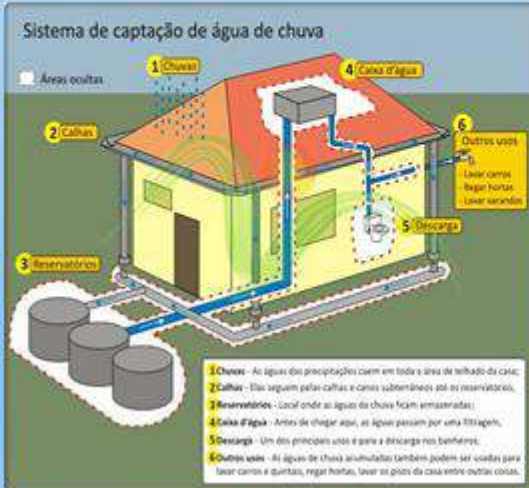 Sistema de captação de água de chuva
Áreas ocultas
1 Chuvas
4 Caixa d'água
2 Calhas
6
Outros usos
- Lavar carros
- Regar hortas
- Lavar varandas
5 Descarga
3 Reservatórios
1 Chuvas - As águas das precipitações caem em toda a área de telhado da casa;
2 Calhas - Elas seguem pelas calhas e canos subterrâneos até os reservatórios;
3 Reservatórios - Local onde as águas da chuva ficam armazenadas;
4 Caixa d'água - Antes de chegar aqui, as águas passam por uma filtragem;
5 Descarga - Um dos principais usos é para a descarga nos banheiros;
6 Outros usos - As águas de chuva acumuladas também podem ser usadas para
lavar carros e quintais, regar hortas, lavar os pisos da casa entre outras coisas.